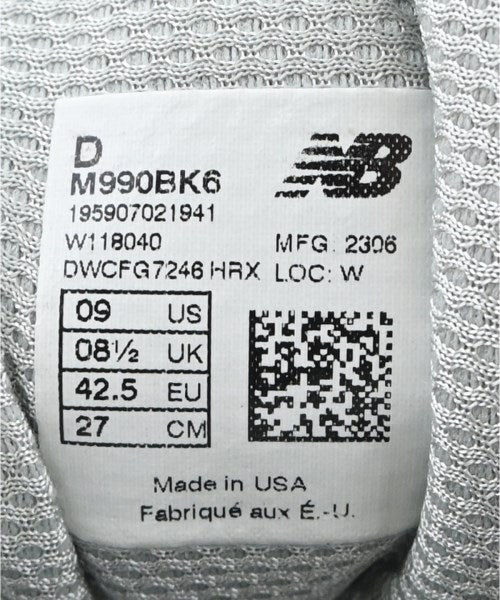 D
M990BK6
NB
195907021941
W118040 MFG: 2306
DWCFG7246 HRX LOC: W
09 US
08½ UK
42.5 EU
27 CM
Made in USA
Fabriqué aux É.-U.